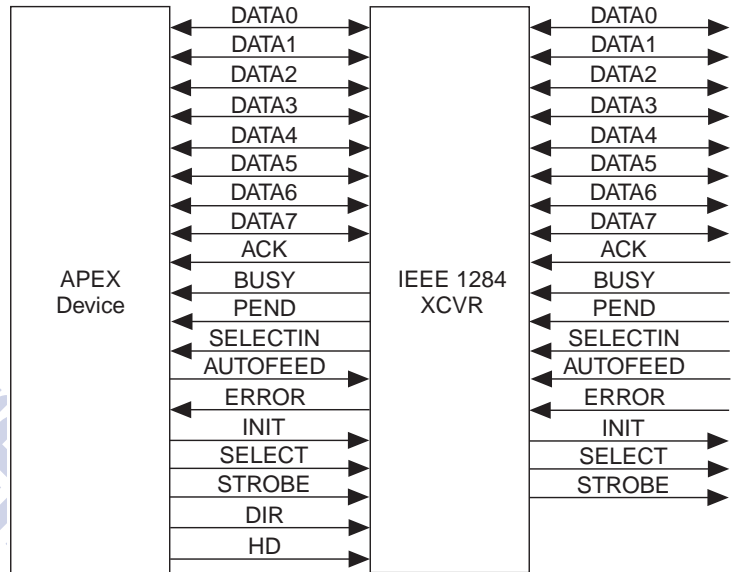 DATA0 DATA0
DATA1 DATA1
DATA2 DATA2
DATA3 DATA3
DATA4 DATA4
DATA5 DATA5
DATA6 DATA6
DATA7 DATA7
ACK ACK
APEX BUSY IEEE 1284 BUSY
Device PEND XCVR PEND
SELECTIN SELECTIN
AUTOFEED AUTOFEED
ERROR ERROR
INIT INIT
SELECT SELECT
STROBE STROBE
DIR
HD